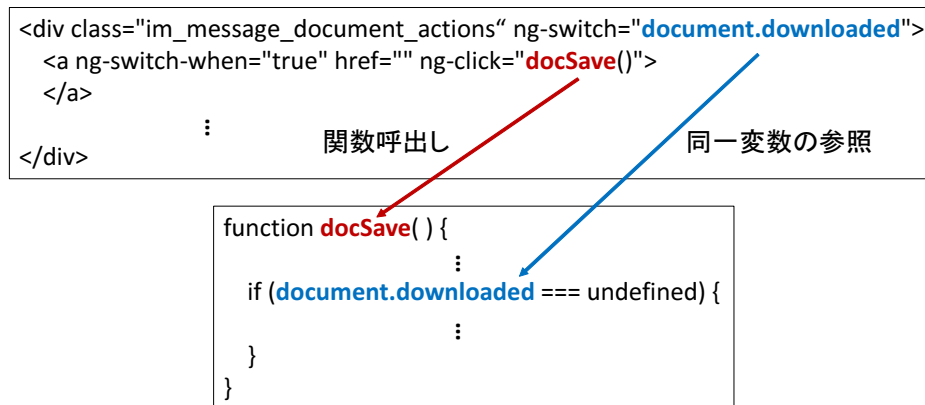 <div class="im_message_document_actions“ ng-switch="document.downloaded">
<a ng-switch-when="true" href="" ng-click="docSave()">
</a>
⋮
関数呼出し
同一変数の参照
</div>
function docSave( ) {
⋮
if (document.downloaded === undefined) {
⋮
}
}